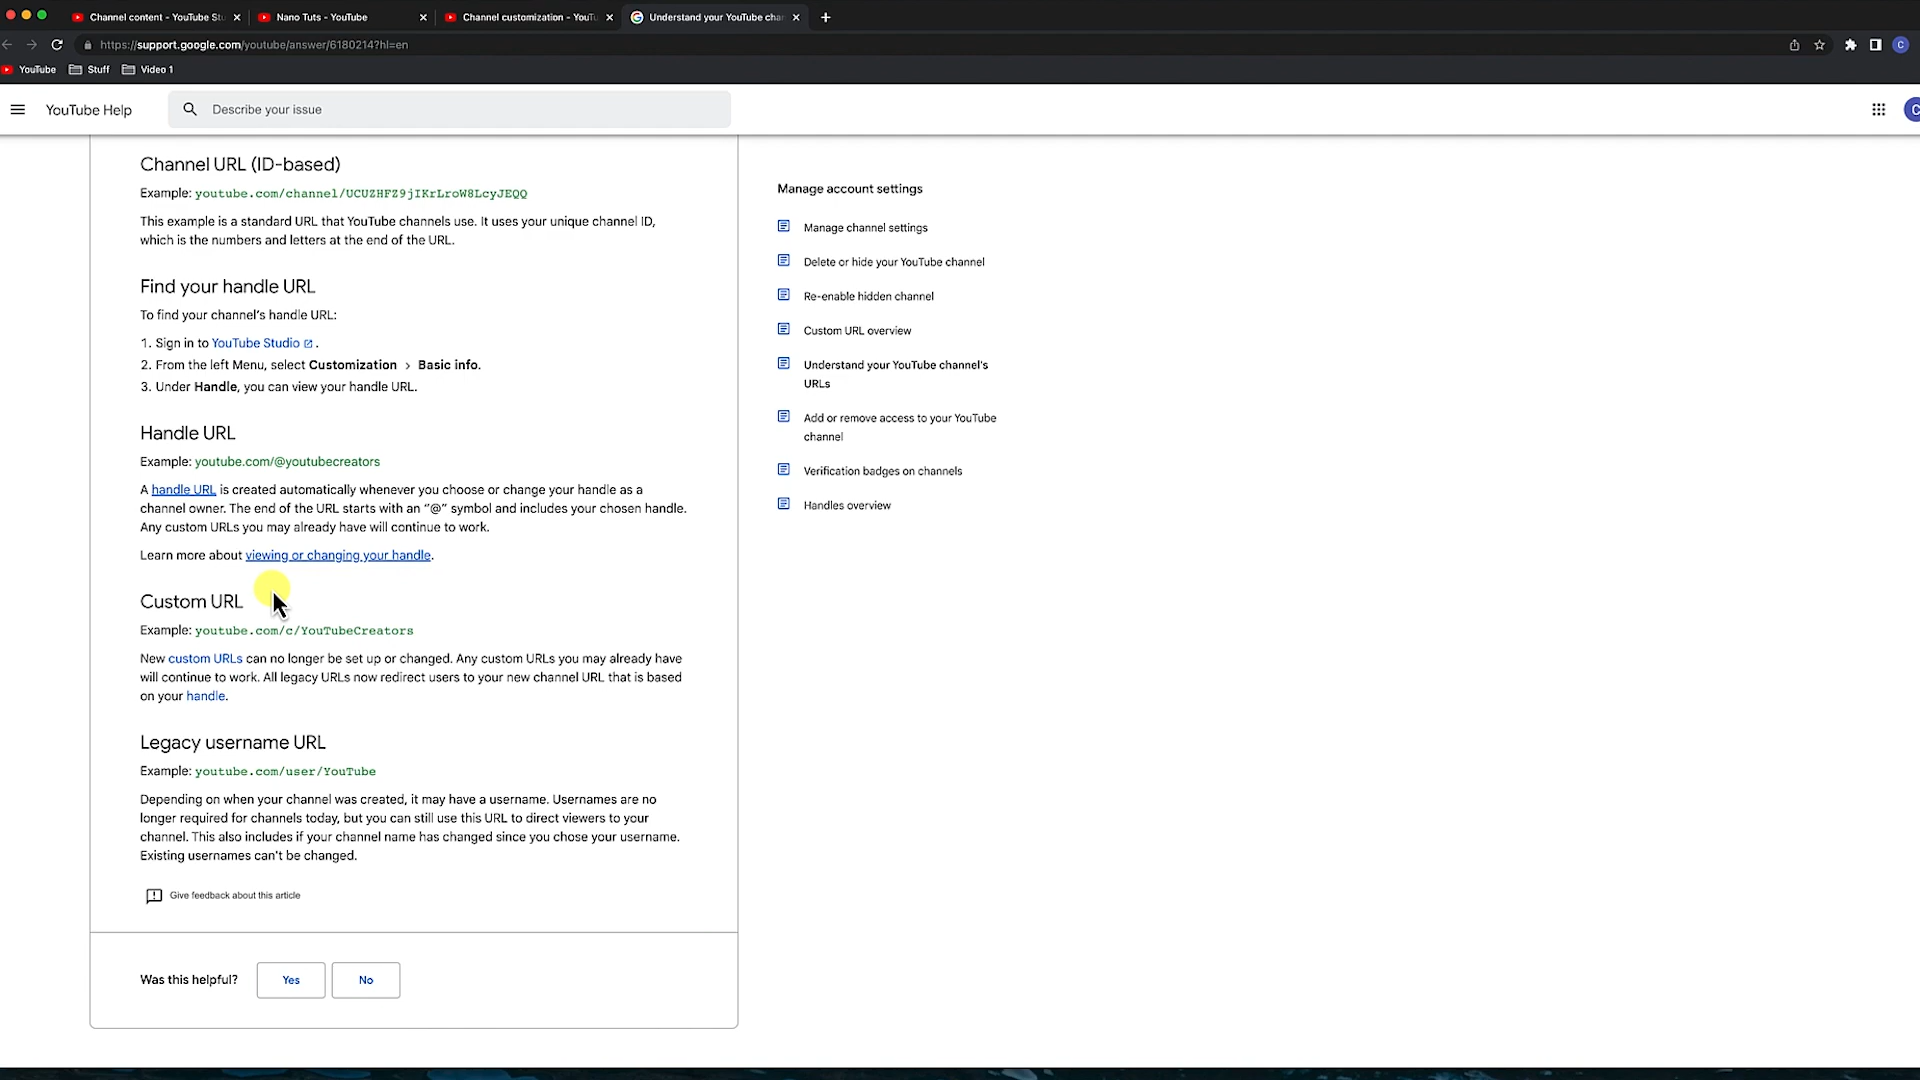 Channel content - YouTube Stu
Nano Tuts - YouTube
Channel customization - YouTu
Understand your YouTube chan
https://support.google.com/youtube/answer/6180214?hl=en
C
YouTube
Stuff
Video 1
YouTube Help
Describe your issue
C
Channel URL (ID-based)
Example: youtube.com/channel/UCUZHFZ9jIKrLroW8LcyJEQQ
This example is a standard URL that YouTube channels use. It uses your unique channel ID,
which is the numbers and letters at the end of the URL.
Find your handle URL
To find your channel's handle URL:
1. Sign in to YouTube Studio .
2. From the left Menu, select Customization > Basic info.
3. Under Handle, you can view your handle URL.
Handle URL
Example: youtube.com/@youtubecreators
A handle URL is created automatically whenever you choose or change your handle as a
channel owner. The end of the URL starts with an “@” symbol and includes your chosen handle.
Any custom URLs you may already have will continue to work.
Learn more about viewing or changing your handle.
Custom URL
Example: youtube.com/c/YouTubeCreators
New custom URLs can no longer be set up or changed. Any custom URLs you may already have
will continue to work. All legacy URLs now redirect users to your new channel URL that is based
on your handle.
Legacy username URL
Example: youtube.com/user/YouTube
Depending on when your channel was created, it may have a username. Usernames are no
longer required for channels today, but you can still use this URL to direct viewers to your
channel. This also includes if your channel name has changed since you chose your username.
Existing usernames can't be changed.
Give feedback about this article
Was this helpful?
Yes
No
Manage account settings
Manage channel settings
Delete or hide your YouTube channel
Re-enable hidden channel
Custom URL overview
Understand your YouTube channel's
URLs
Add or remove access to your YouTube
channel
Verification badges on channels
Handles overview